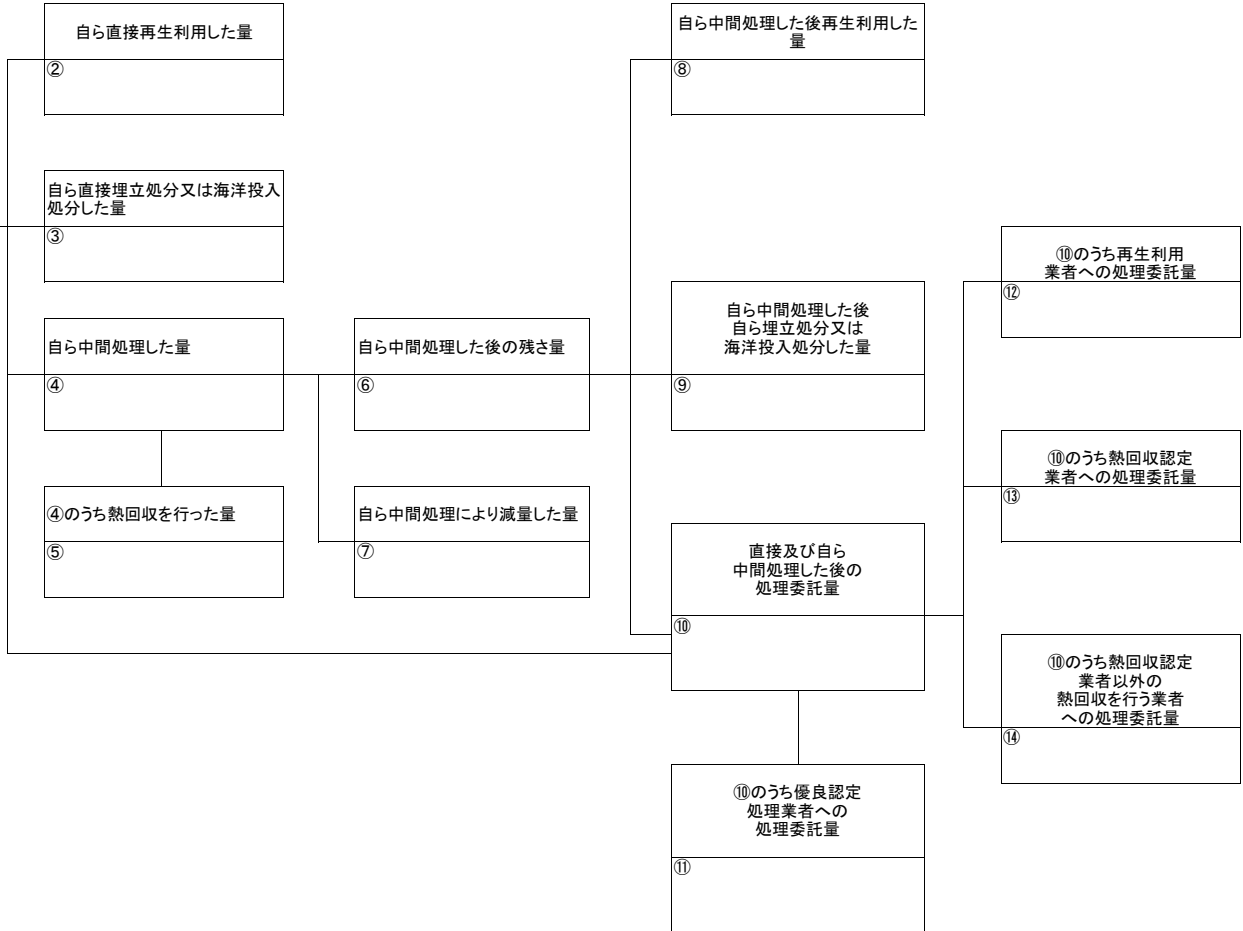 自ら直接再生利用した量
②
自ら中間処理した後再生利用した
量
⑧
自ら直接埋立処分又は海洋投入
処分した量
③
⑩のうち再生利用
業者への処理委託量
⑫
自ら中間処理した量
④
自ら中間処理した後の残さ量
⑥
自ら中間処理した後
自ら埋立処分又は
海洋投入処分した量
⑨
⑩のうち熱回収認定
業者への処理委託量
⑬
④のうち熱回収を行った量
⑤
自ら中間処理により減量した量
⑦
直接及び自ら
中間処理した後の
処理委託量
⑩
⑩のうち熱回収認定
業者以外の
熱回収を行う業者
への処理委託量
⑭
⑩のうち優良認定
処理業者への
処理委託量
⑪